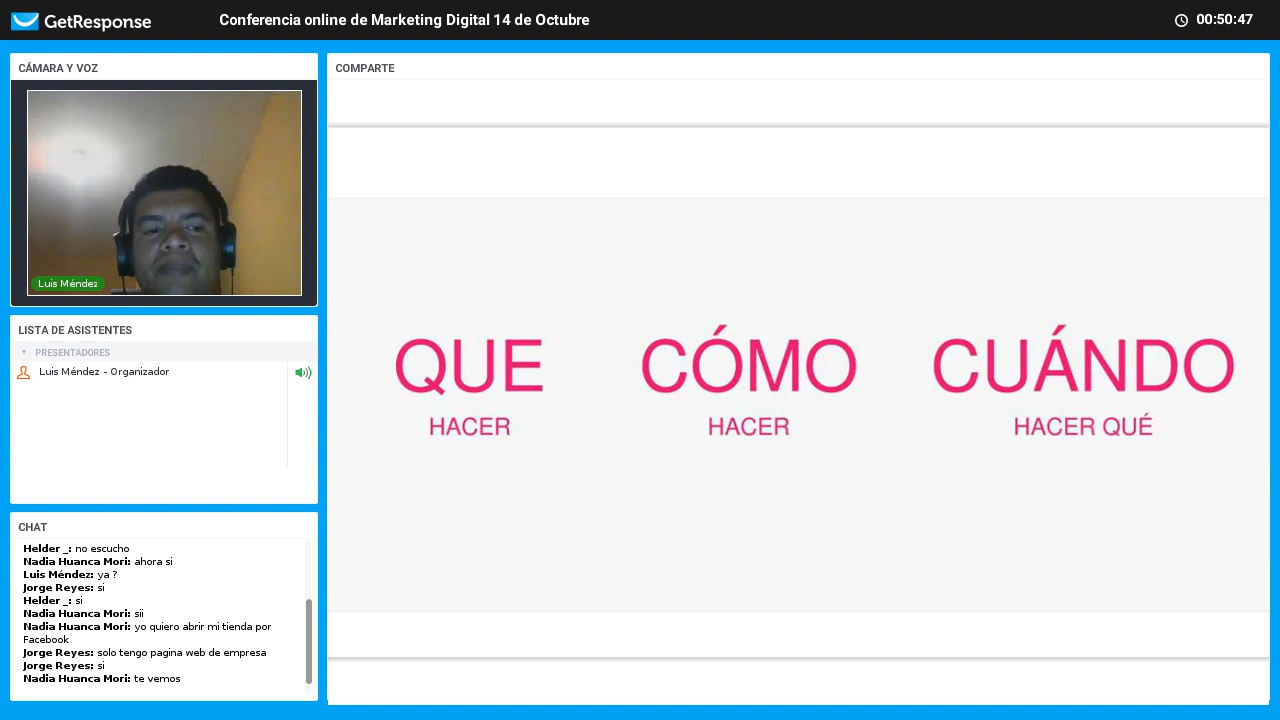 GetResponse
Conferencia online de Marketing Digital 14 de Octubre
00:50:47
CÁMARA Y VOZ
Luis Méndez
LISTA DE ASISTENTES
PRESENTADORES
Luis Méndez - Organizador
CHAT
Helder _: no escucho
Nadia Huanca Mori: ahora si
Luis Méndez: ya ?
Jorge Reyes: si
Helder _: si
Nadia Huanca Mori: sii
Nadia Huanca Mori: yo quiero abrir mi tienda por
Facebook
Jorge Reyes: solo tengo pagina web de empresa
Jorge Reyes: si
Nadia Huanca Mori: te vemos
COMPARTE
QUE CÓMO CUÁNDO
HACER HACER HACER QUÉ